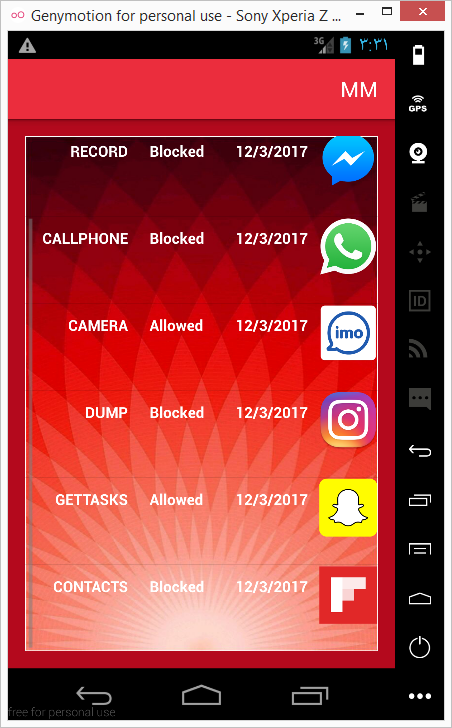 Genymotion for personal use - Sony Xperia Z ...
3G ٣:٣١
MM
GPS
RECORD Blocked 12/3/2017
CALLPHONE Blocked 12/3/2017
CAMERA Allowed 12/3/2017
imo
ID
DUMP Blocked 12/3/2017
GETTASKS Allowed 12/3/2017
CONTACTS Blocked 12/3/2017
free for personal use